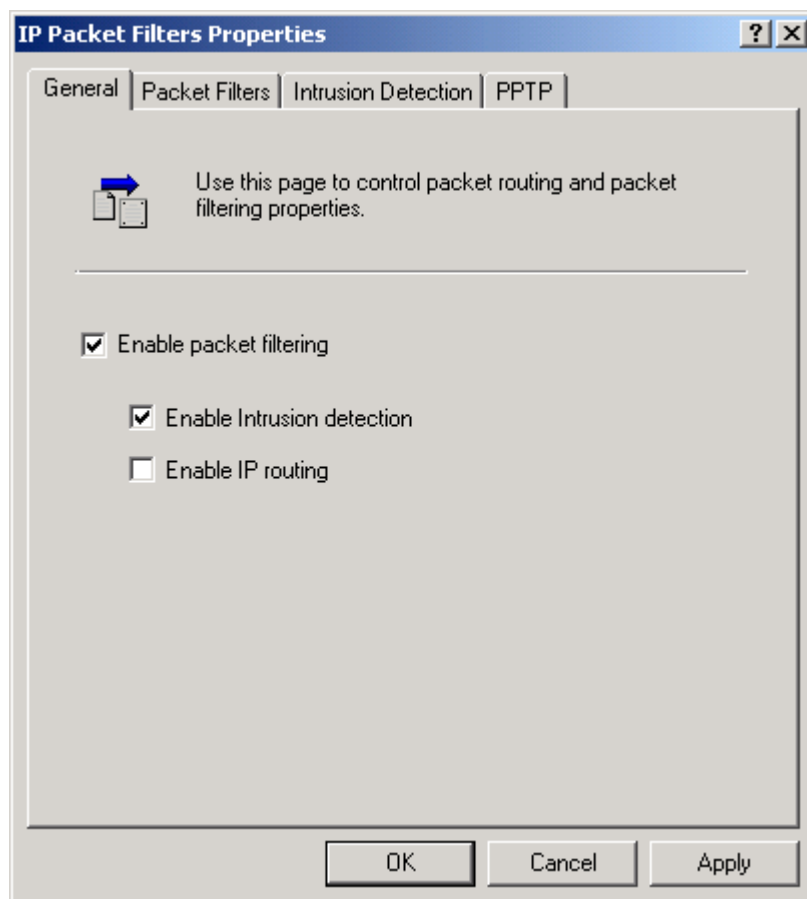 IP Packet Filters Properties
General Packet Filters Intrusion Detection PPTP
Use this page to control packet routing and packet
filtering properties.
Enable packet filtering
Enable Intrusion detection
Enable IP routing
OK Cancel Apply